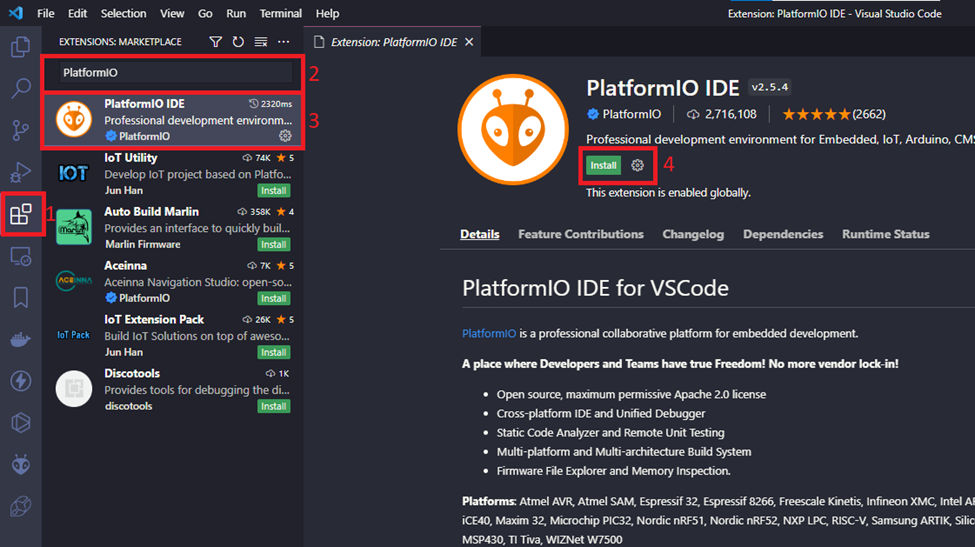 File Edit Selection View Go Run Terminal Help
Extension: PlatformIO IDE - Visual Studio Code
EXTENSIONS: MARKETPLACE
PlatformIO
2
PlatformIO IDE 2320ms
Professional development environm...
PlatformIO
3
IoT Utility 74K 5
Develop IoT project based on Platfo...
Jun Han Install
1
Auto Build Marlin 358K 4
Provides an interface to quickly buil...
Marlin Firmware Install
Aceinna 7K 5
Aceinna Navigation Studio: open-so...
PlatformIO Install
IoT Extension Pack 26K 5
Build IoT Solutions on top of aweso...
Jun Han Install
Discotools 1K
Provides tools for debugging the di...
discotools Install
IOT
ACEINNA
IoT Pack
Extension: PlatformIO IDE
PlatformIO IDE v2.5.4
PlatformIO 2,716,108 (2662)
Professional development environment for Embedded, IoT, Arduino, CMS
Install
4
This extension is enabled globally.
Details Feature Contributions Changelog Dependencies Runtime Status
PlatformIO IDE for VSCode
PlatformIO is a professional collaborative platform for embedded development.
A place where Developers and Teams have true Freedom! No more vendor lock-in!
• Open source, maximum permissive Apache 2.0 license
• Cross-platform IDE and Unified Debugger
• Static Code Analyzer and Remote Unit Testing
• Multi-platform and Multi-architecture Build System
• Firmware File Explorer and Memory Inspection.
Platforms: Atmel AVR, Atmel SAM, Espressif 32, Espressif 8266, Freescale Kinetis, Infineon XMC, Intel
iCE40, Maxim 32, Microchip PIC32, Nordic nRF51, Nordic nRF52, NXP LPC, RISC-V, Samsung ARTIK,
MSP430, TI Tiva, WIZNet W7500